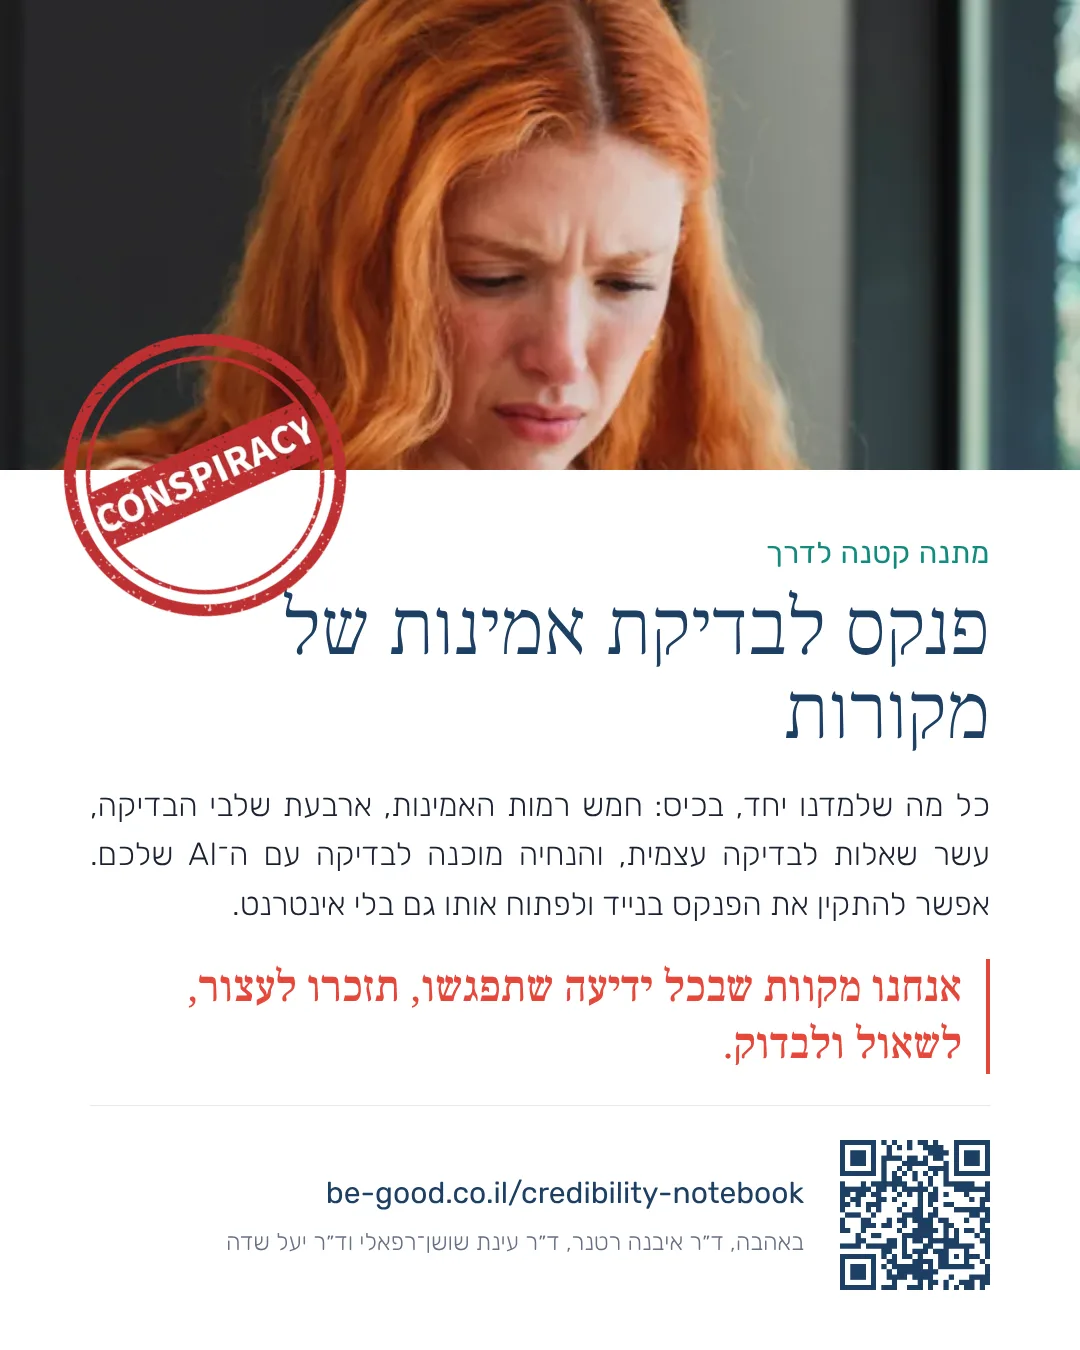 CONSPIRACY
מתנה קטנה לדרך
פנקס לבדיקת אמינות של
מקורות
כל מה שלמדנו יחד, בכיס: חמש רמות האמינות, ארבעת שלבי הבדיקה,
עשר שאלות לבדיקה עצמית, והנחיה מוכנה לבדיקה עם ה־AI שלכם.
אפשר להתקין את הפנקס בנייד ולפתוח אותו גם בלי אינטרנט.
אנחנו מקוות שבכל ידיעה שתפגשו, תזכרו לעצור,
לשאול ולבדוק.
be-good.co.il/credibility-notebook
באהבה, ד״ר איבנה רטנר, ד״ר עינת שושן־רפאלי וד״ר יעל שדה